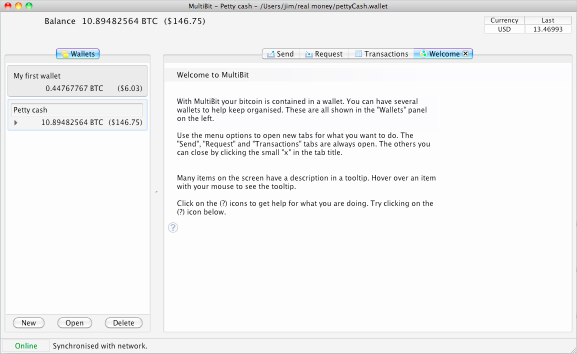 MultiBit - Petty cash - /Users/jim/real money/pettyCash.wallet
Balance 10.89482564 BTC ($146.75)
Currency Last
USD 13.46993
Wallets
Send Request Transactions Welcome ×
My first wallet
0.44767767 BTC ($6.03)
Petty cash
10.89482564 BTC ($146.75)
Welcome to MultiBit
With MultiBit your bitcoin is contained in a wallet. You can have several
wallets to help keep organised. These are all shown in the "Wallets" panel
on the left.
Use the menu options to open new tabs for what you want to do. The
"Send", "Request" and "Transactions" tabs are always open. The others you
can close by clicking the small "x" in the tab title.
Many items on the screen have a description in a tooltip. Hover over an item
with your mouse to see the tooltip.
Click on the (?) icons to get help for what you are doing. Try clicking on the
(?) icon below.
?
New Open Delete
Online Synchronised with network.